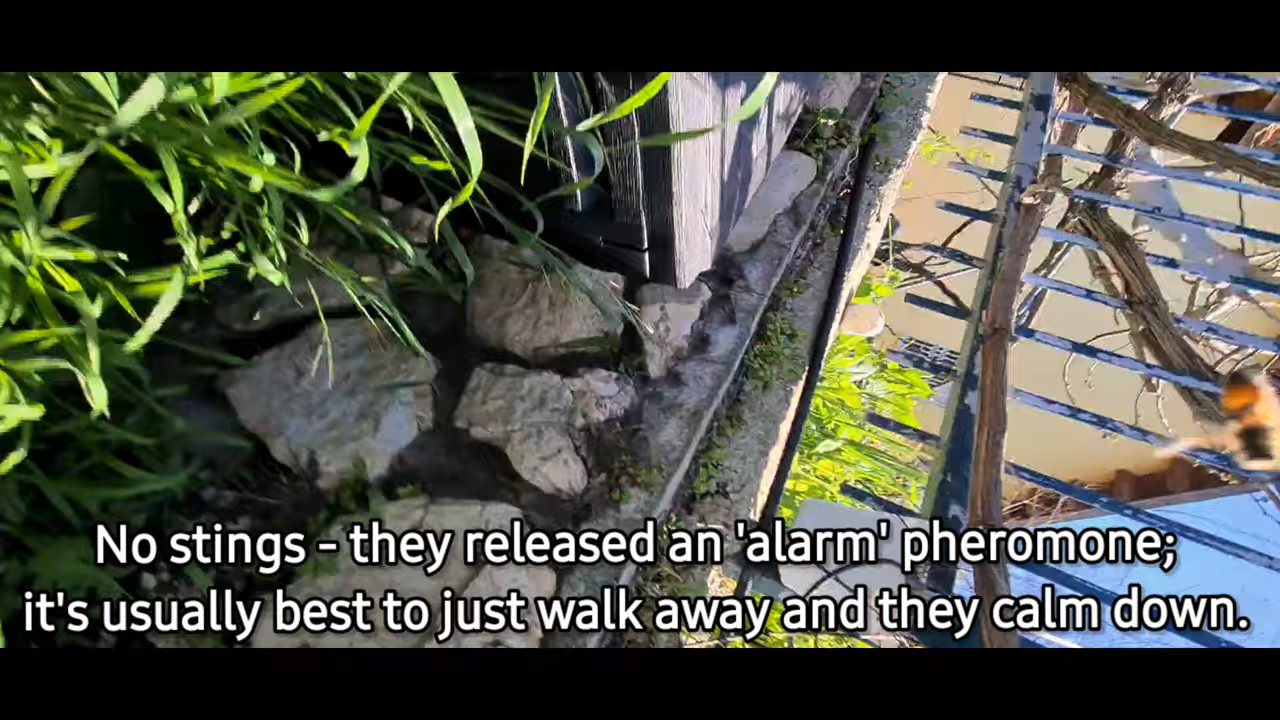 No stings - they released an 'alarm' pheromone;
it's usually best to just walk away and they calm down.